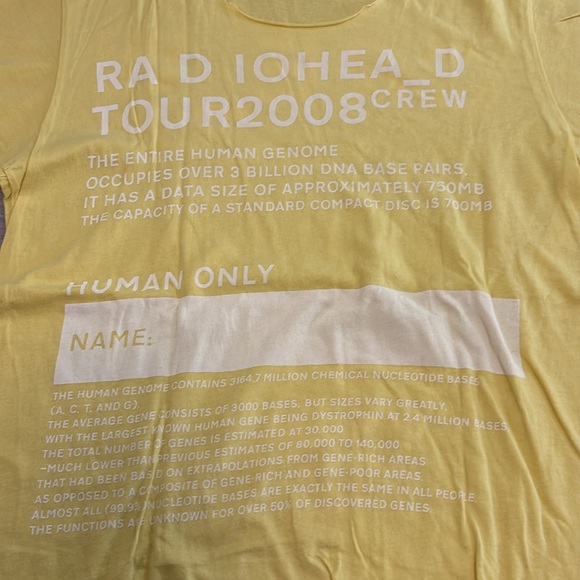 RA D IOHEA_D
TOUR2008 CREW
THE ENTIRE HUMAN GENOME
OCCUPIES OVER 3 BILLION DNA BASE PAIRS,
IT HAS A DATA SIZE OF APPROXIMATELY 750MB
THE CAPACITY OF A STANDARD COMPACT DISC IS 700MB
HUMAN ONLY
NAME:
THE HUMAN GENOME CONTAINS 3164.7 MILLION CHEMICAL NUCLEOTIDE BASES
(A, C, T, AND G).
THE AVERAGE GENE CONSISTS OF 3000 BASES, BUT SIZES VARY GREATLY,
WITH THE LARGEST KNOWN HUMAN GENE BEING DYSTROPHIN AT 2.4 MILLION BASES
THE TOTAL NUMBER OF GENES IS ESTIMATED AT 30,000
–MUCH LOWER THAN PREVIOUS ESTIMATES OF 80,000 TO 140,000
THAT HAD BEEN BASED ON EXTRAPOLATIONS FROM GENE-RICH AREAS
AS OPPOSED TO A COMPOSITE OF GENE-RICH AND GENE-POOR AREAS
ALMOST ALL (99.9%) NUCLEOTIDE BASES ARE EXACTLY THE SAME IN ALL PEOPLE
THE FUNCTIONS ARE UNKNOWN FOR OVER 50% OF DISCOVERED GENES.